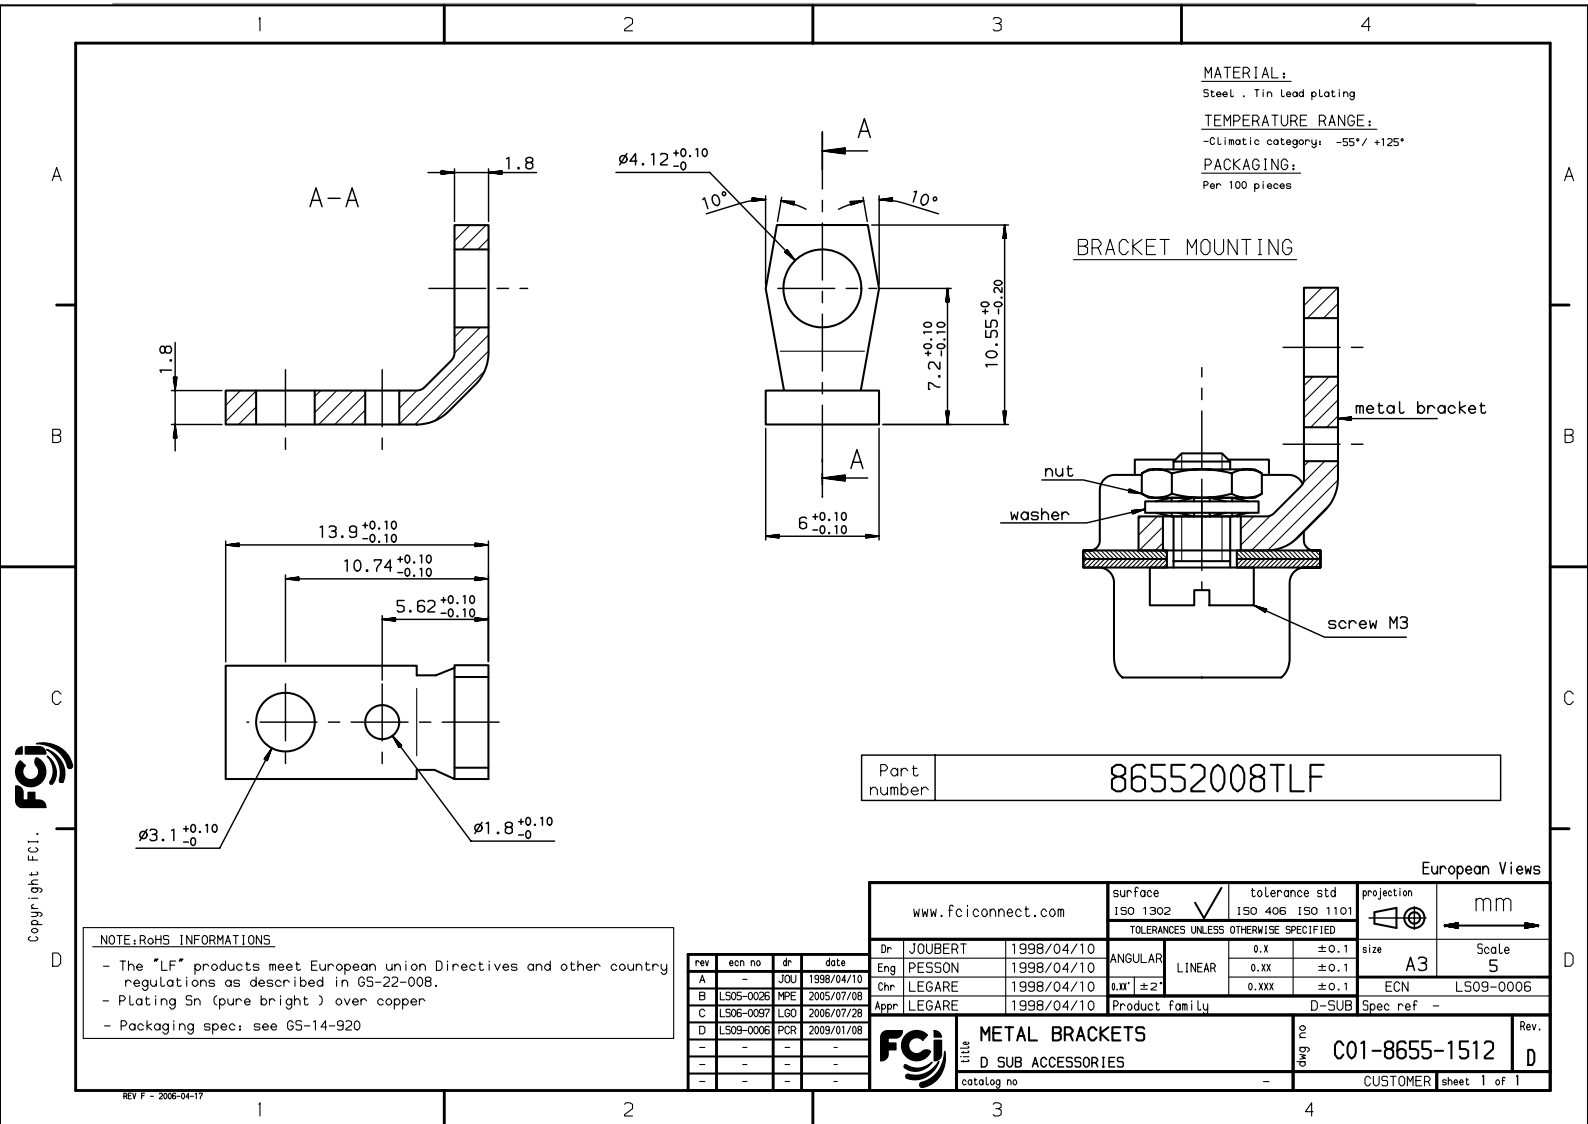 1 2 3 4
A
A
B
B
C
C
D
D
MATERIAL:
Steel . Tin lead plating
TEMPERATURE RANGE:
-Climatic category: -55°/ +125°
PACKAGING:
Per 100 pieces
A-A
1.8
1.8
A
Ø4.12 +0.10 -0
10°
10°
7.2 +0.10 -0.10
10.55 +0 -0.20
A
6 +0.10 -0.10
BRACKET MOUNTING
metal bracket
nut
washer
screw M3
13.9 +0.10 -0.10
10.74 +0.10 -0.10
5.62 +0.10 -0.10
Ø3.1 +0.10 -0
Ø1.8 +0.10 -0
Part number
86552008TLF
FCi
Copyright FCI.
European Views
NOTE:RoHS INFORMATIONS
- The "LF" products meet European union Directives and other country
regulations as described in GS-22-008.
- Plating Sn (pure bright ) over copper
- Packaging spec: see GS-14-920
REV F - 2006-04-17
rev ecn no dr date
A - JOU 1998/04/10
B LS05-0026 MPE 2005/07/08
C LS06-0097 LGO 2006/07/28
D LS09-0006 PCR 2009/01/08
- - - -
- - - -
- - - -
www.fciconnect.com
surface
ISO 1302
tolerance std
ISO 406 ISO 1101
projection
mm
TOLERANCES UNLESS OTHERWISE SPECIFIED
Dr JOUBERT 1998/04/10
Eng PESSON 1998/04/10
Chr LEGARE 1998/04/10
Appr LEGARE 1998/04/10
ANGULAR
0.XX° ±2°
LINEAR
0.X ±0.1
0.XX ±0.1
0.XXX ±0.1
size A3
Scale 5
ECN LS09-0006
Product family D-SUB
Spec ref -
FCi
title
METAL BRACKETS
D SUB ACCESSORIES
dwg no
C01-8655-1512
Rev.
D
catalog no -
CUSTOMER
sheet 1 of 1
1 2 3 4